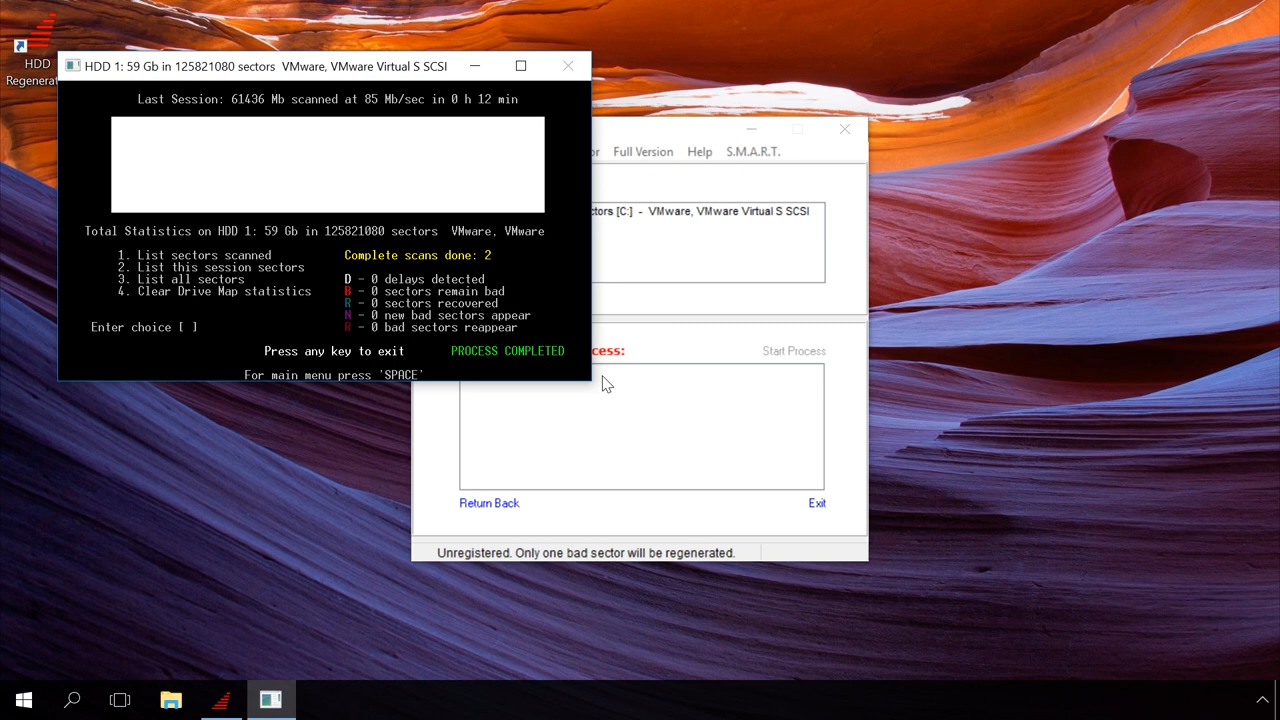 HDD
Regenerat
HDD 1: 59 Gb in 125821080 sectors VMware, VMware Virtual S SCSI
Last Session: 61436 Mb scanned at 85 Mb/sec in 0 h 12 min
Total Statistics on HDD 1: 59 Gb in 125821080 sectors VMware, VMware
1. List sectors scanned
2. List this session sectors
3. List all sectors
4. Clear Drive Map statistics
Enter choice [ ]
Complete scans done: 2
D - 0 delays detected
B - 0 sectors remain bad
R - 0 sectors recovered
N - 0 new bad sectors appear
R - 0 bad sectors reappear
Press any key to exit PROCESS COMPLETED
For main menu press 'SPACE'
or Full Version Help S.M.A.R.T.
ctors [C:] - VMware, VMware Virtual S SCSI
cess: Start Process
Return Back Exit
Unregistered. Only one bad sector will be regenerated.